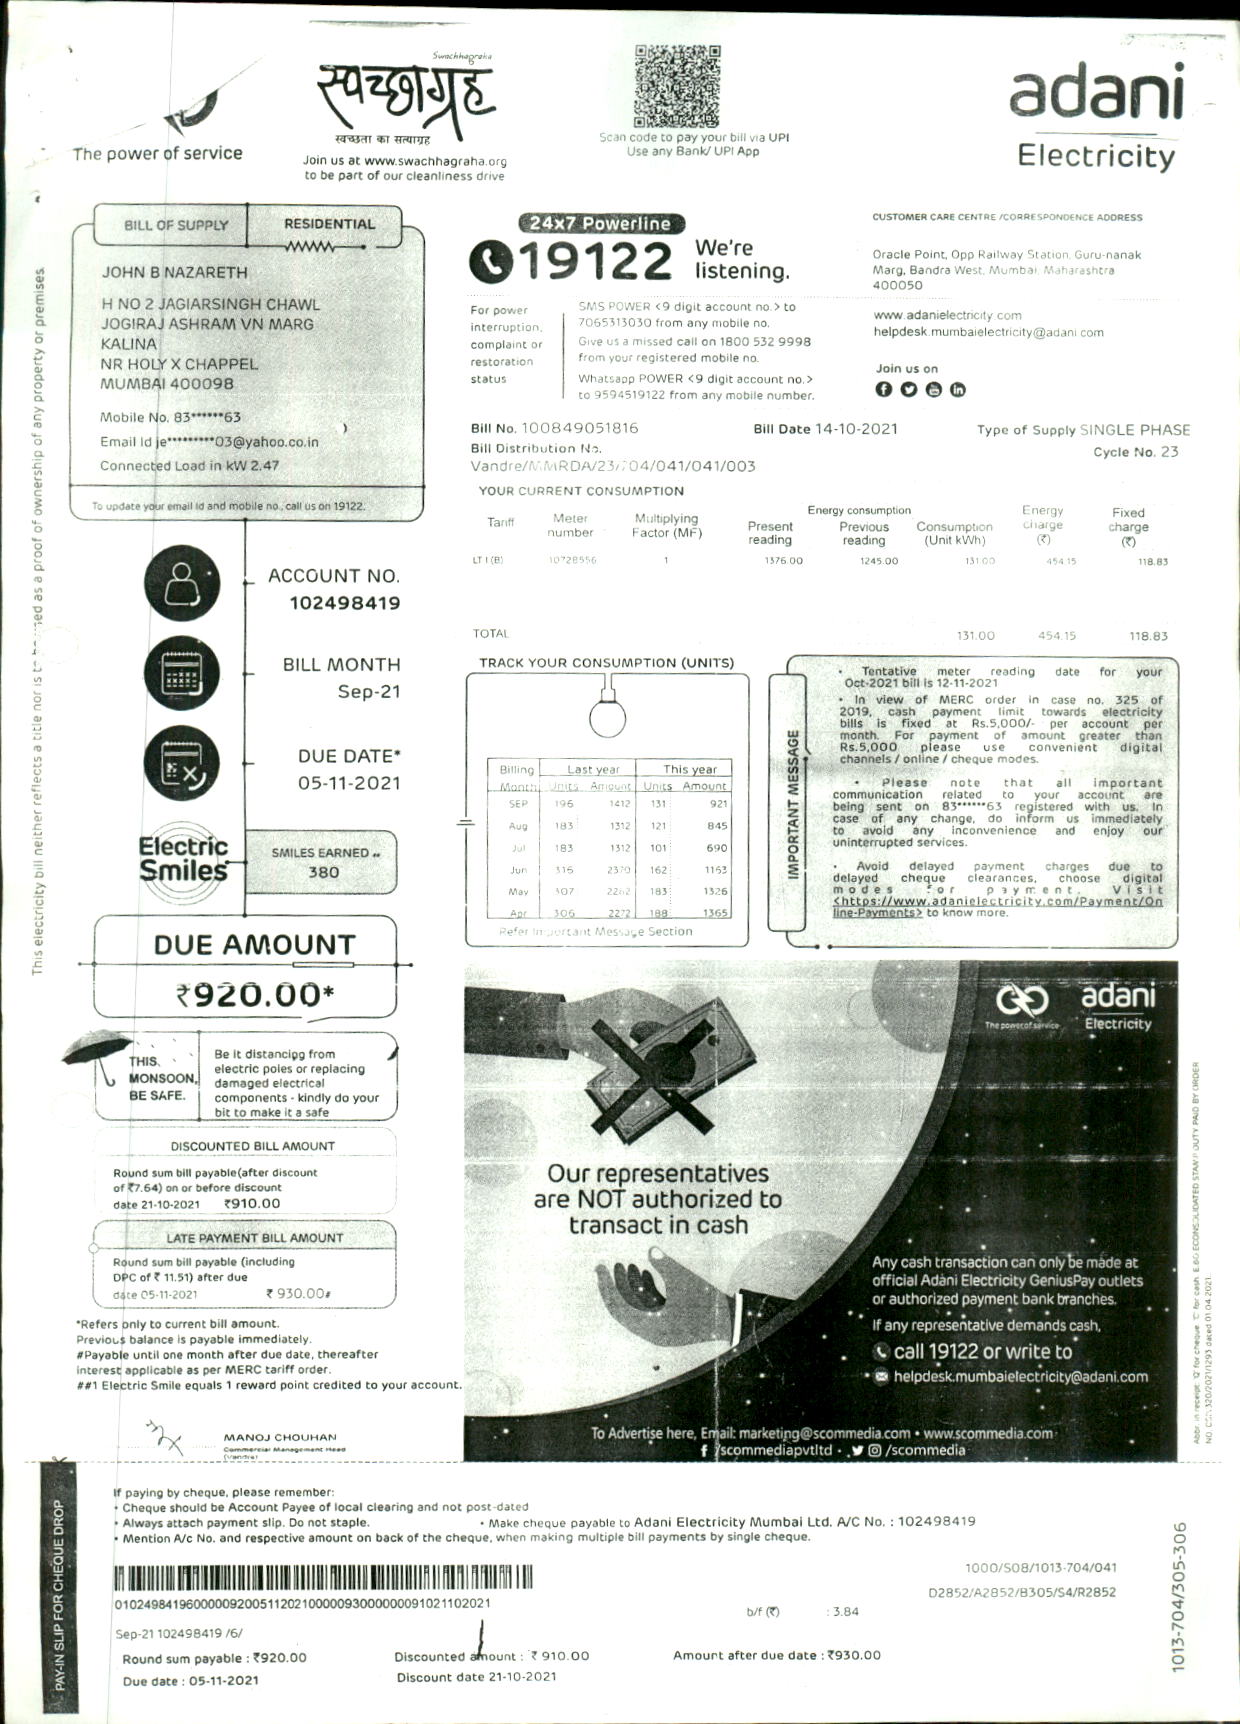 The power of service
Swachhagraha
स्वच्छाग्रह
स्वच्छता का सत्याग्रह
Join us at www.swachhagraha.org
to be part of our cleanliness drive
Scan code to pay your bill via UPI
Use any Bank/ UPI App
adani
Electricity
BILL OF SUPPLY RESIDENTIAL
JOHN B NAZARETH
H NO 2 JAGIARSINGH CHAWL
JOGIRAJ ASHRAM VN MARG
KALINA
NR HOLY X CHAPPEL
MUMBAI 400098
Mobile No. 83******63
Email Id je*********03@yahoo.co.in
Connected Load in kW 2.47
To update your email Id and mobile no., call us on 19122.
24x7 Powerline
19122 We're
listening.
For power
interruption,
complaint or
restoration
status
SMS POWER <9 digit account no.> to
7065313030 from any mobile no.
Give us a missed call on 1800 532 9998
from your registered mobile no.
Whatsapp POWER <9 digit account no.>
to 9594519122 from any mobile number.
CUSTOMER CARE CENTRE /CORRESPONDENCE ADDRESS
Oracle Point, Opp Railway Station, Guru-nanak
Marg, Bandra West, Mumbai, Maharashtra
400050
www.adanielectricity.com
helpdesk.mumbaielectricity@adani.com
Join us on
Bill No. 100849051816 Bill Date 14-10-2021 Type of Supply SINGLE PHASE
Bill Distribution No. Cycle No. 23
Vandre/MMRDA/23/704/041/041/003
YOUR CURRENT CONSUMPTION
Tariff Meter number Multiplying Factor (MF) Energy consumption Present reading Previous reading Consumption (Unit kWh) Energy charge (₹) Fixed charge (₹)
LT I (B) 10728556 1 1376.00 1245.00 131.00 454.15 118.83
TOTAL 131.00 454.15 118.83
This electricity bill neither reflects a title nor is to be used as a proof of ownership of any property or premises
ACCOUNT NO.
102498419
BILL MONTH
Sep-21
DUE DATE*
05-11-2021
Electric
Smiles
SMILES EARNED ##
380
DUE AMOUNT
₹920.00*
TRACK YOUR CONSUMPTION (UNITS)
Billing Last year This year
Month Units Amount Units Amount
SEP 196 1412 131 921
Aug 183 1312 121 845
Jul 183 1312 101 690
Jun 316 2370 162 1163
May 307 2282 183 1326
Apr 306 2272 188 1365
Refer Important Message Section
IMPORTANT MESSAGE
• Tentative meter reading date for your
Oct-2021 bill is 12-11-2021
• In view of MERC order in case no. 325 of
2019, cash payment limit towards electricity
bills is fixed at Rs.5,000/- per account per
month. For payment of amount greater than
Rs.5,000 please use convenient digital
channels / online / cheque modes.
• Please note that all important
communication related to your account are
being sent on 83******63 registered with us. In
case of any change, do inform us immediately
to avoid any inconvenience and enjoy our
uninterrupted services.
• Avoid delayed payment charges due to
delayed cheque clearances, choose digital
modes for payment. Visit
<https://www.adanielectricity.com/Payment/On
line-Payments> to know more.
THIS
MONSOON,
BE SAFE.
Be it distancing from
electric poles or replacing
damaged electrical
components - kindly do your
bit to make it a safe
DISCOUNTED BILL AMOUNT
Round sum bill payable(after discount
of ₹7.64) on or before discount
date 21-10-2021 ₹910.00
LATE PAYMENT BILL AMOUNT
Round sum bill payable (including
DPC of ₹ 11.51) after due
date 05-11-2021 ₹ 930.00#
*Refers only to current bill amount.
Previous balance is payable immediately.
#Payable until one month after due date, thereafter
interest applicable as per MERC tariff order.
##1 Electric Smile equals 1 reward point credited to your account.
MANOJ CHOUHAN
Commercial Management Head
(Vandre)
The power of service
adani
Electricity
Our representatives
are NOT authorized to
transact in cash
Any cash transaction can only be made at
official Adani Electricity GeniusPay outlets
or authorized payment bank branches.
If any representative demands cash,
call 19122 or write to
helpdesk.mumbaielectricity@adani.com
To Advertise here, Email: marketing@scommedia.com • www.scommedia.com
/scommediapvtltd • /scommedia
PAY-IN SLIP FOR CHEQUE DROP
If paying by cheque, please remember:
• Cheque should be Account Payee of local clearing and not post-dated
• Always attach payment slip. Do not staple. • Make cheque payable to Adani Electricity Mumbai Ltd. A/C No. : 102498419
• Mention A/c No. and respective amount on back of the cheque, when making multiple bill payments by single cheque.
1000/S08/1013-704/041
D2852/A2852/B305/S4/R2852
b/f (₹) : 3.84
Sep-21 102498419 /6/
Round sum payable : ₹920.00 Discounted amount : ₹ 910.00 Amount after due date : ₹930.00
Due date : 05-11-2021 Discount date 21-10-2021
1013-704/305-306